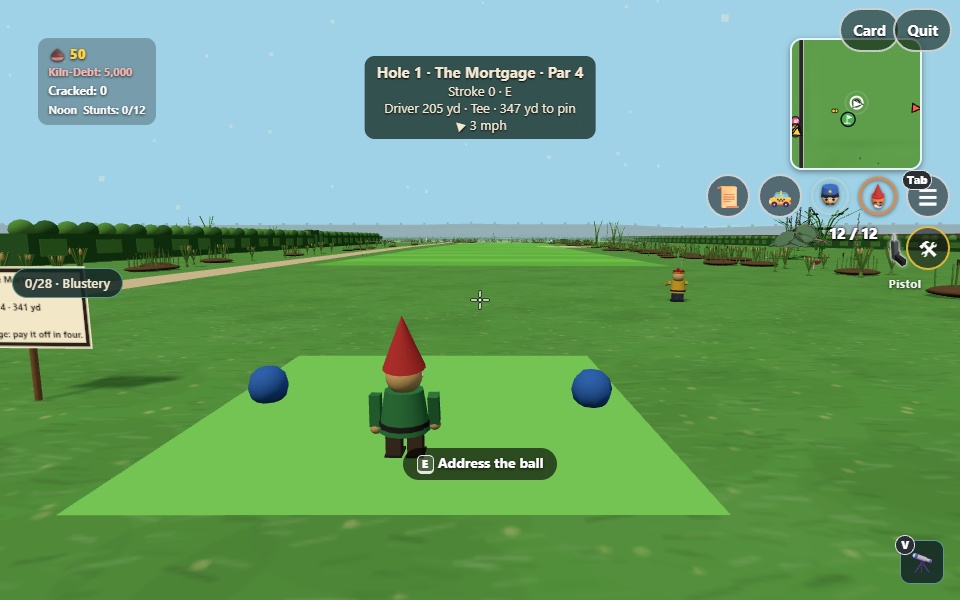 50
Kiln-Debt: 5,000
Cracked: 0
Noon Stunts: 0/12
Hole 1 · The Mortgage · Par 4
Stroke 0 · E
Driver 205 yd · Tee · 347 yd to pin
3 mph
Card
Quit
Tab
12 / 12
Pistol
0/28 · Blustery
4 · 341 yd
ge: pay it off in four.
E Address the ball
V